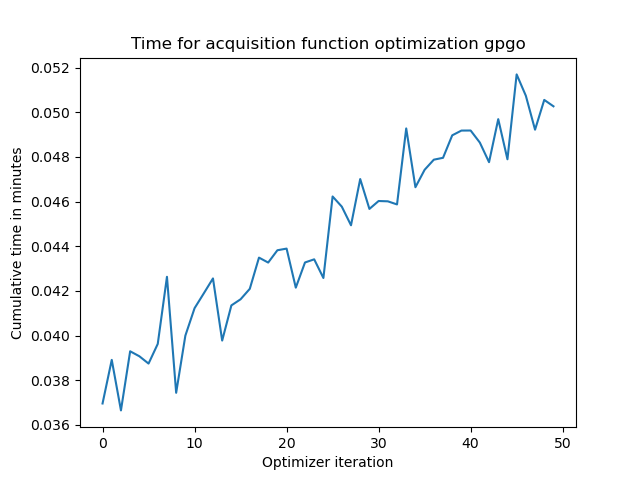 Time for acquisition function optimization gpgo
0.052
0.050
0.048
0.046
0.044
0.042
0.040
0.038
0.036
Cumulative time in minutes
0 10 20 30 40 50
Optimizer iteration